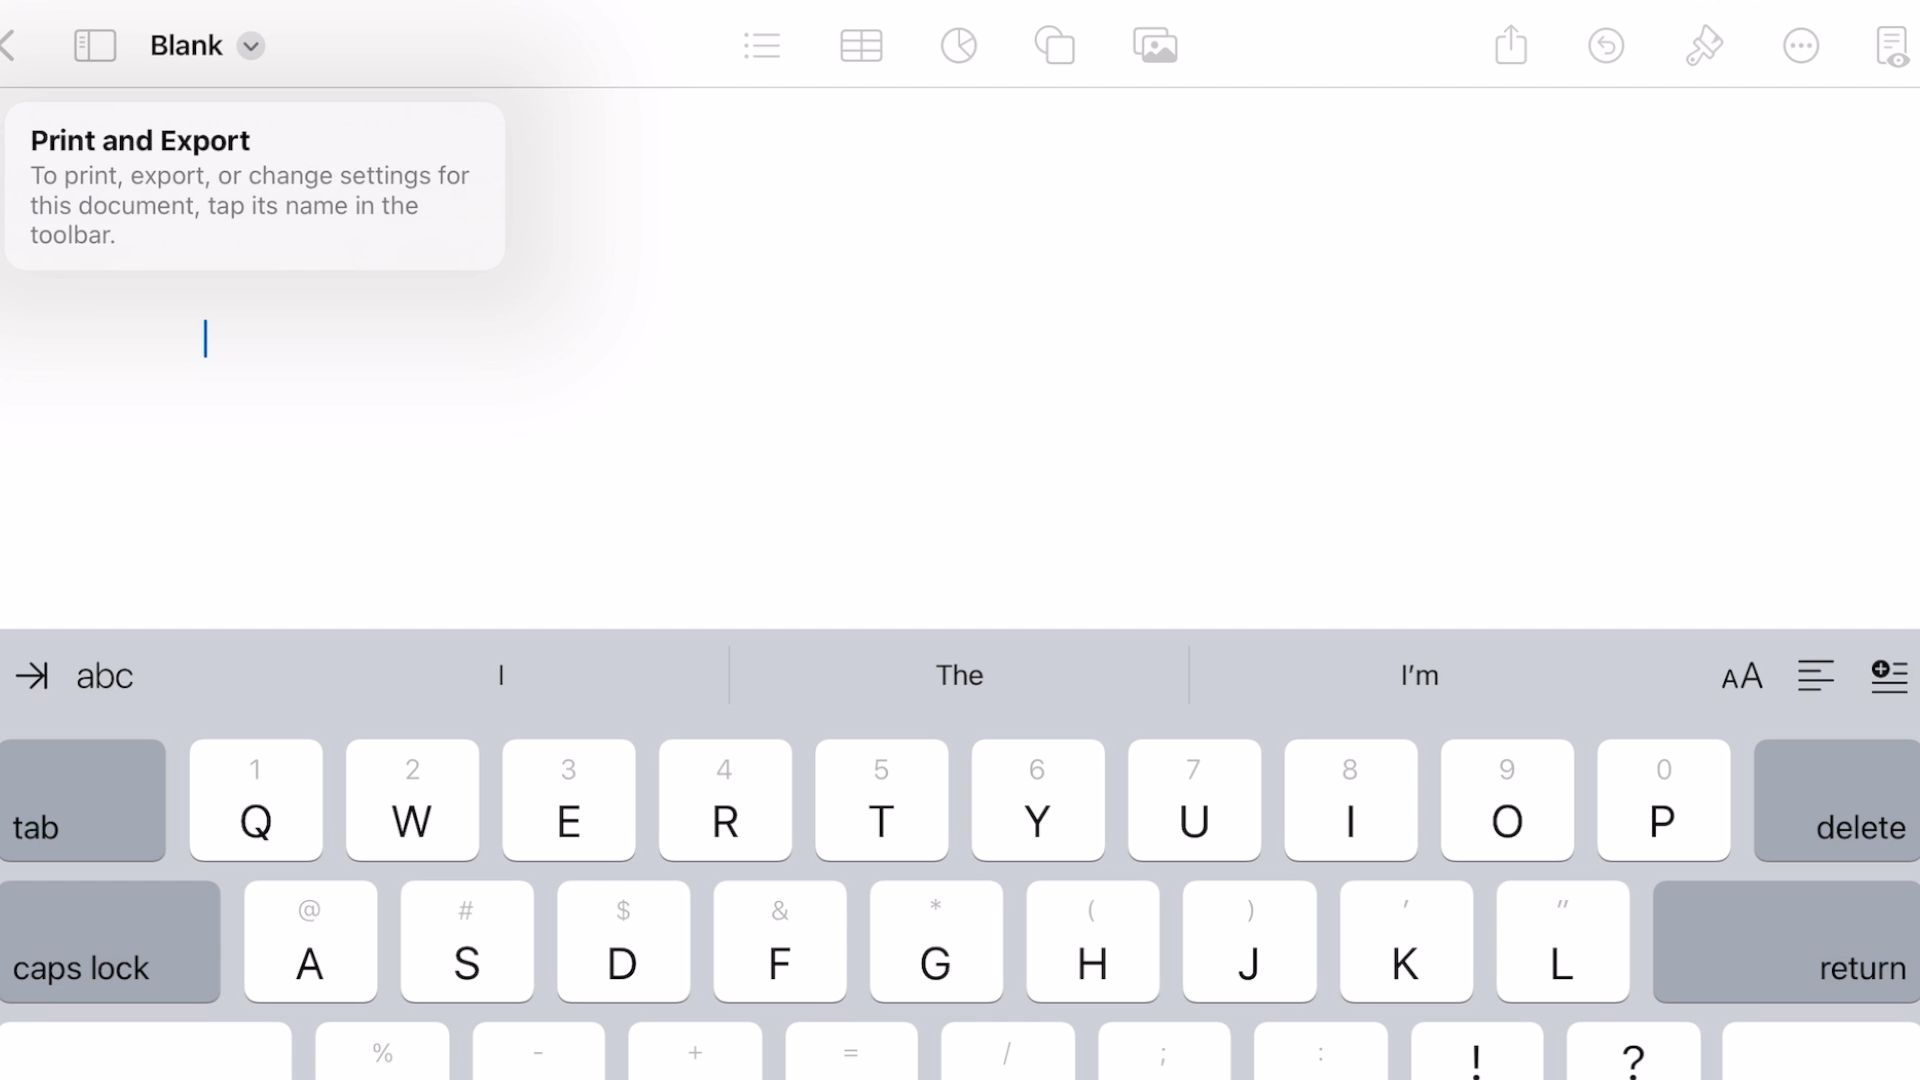 Blank
Print and Export
To print, export, or change settings for
this document, tap its name in the
toolbar.
abc
I
The
I’m
AA
tab
1 2 3 4 5 6 7 8 9 0
Q W E R T Y U I O P
delete
caps lock
@ # $ & * ( ) ′ ″
A S D F G H J K L
return
% - + = / ; : ! ?